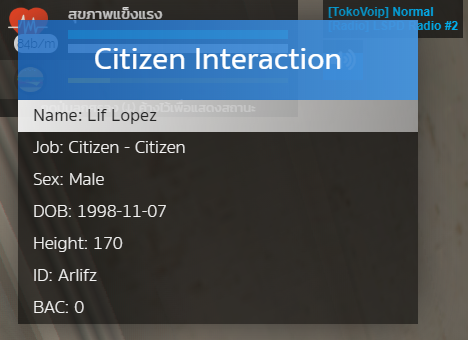 สุขภาพแข็งแรง
[TokoVoip] Normal
64b/m
Citizen Interaction
Name: Lif Lopez
Job: Citizen - Citizen
Sex: Male
DOB: 1998-11-07
Height: 170
ID: Arlifz
BAC: 0